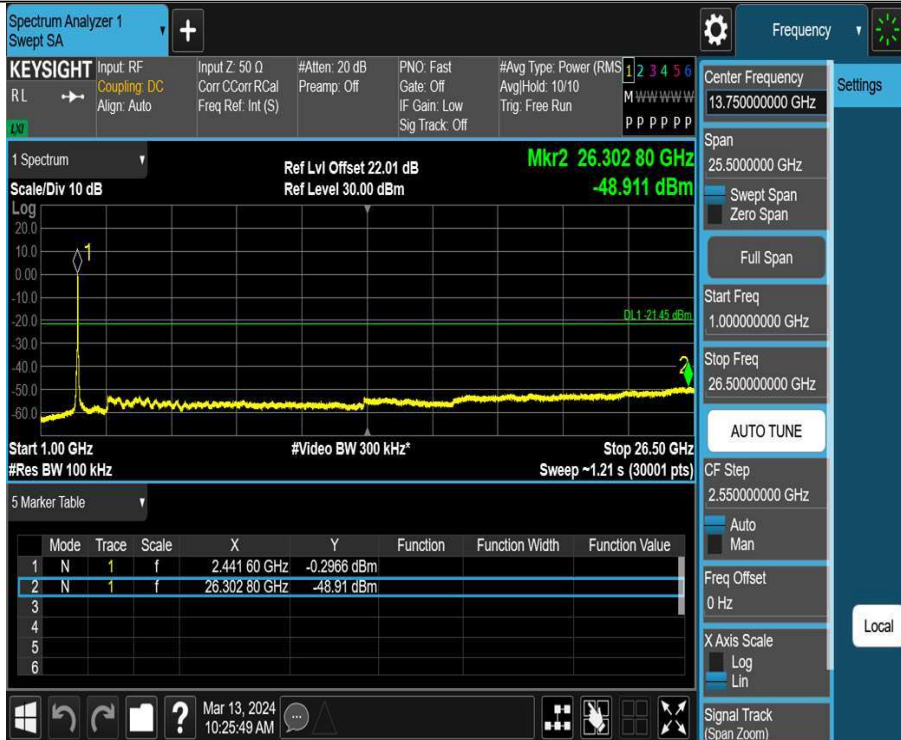 Spectrum Analyzer 1
Swept SA
+
Frequency
KEYSIGHT
RL
LXI
Input: RF
Coupling: DC
Align: Auto
Input Z: 50 Ω
Corr CCorr RCal
Freq Ref: Int (S)
#Atten: 20 dB
Preamp: Off
PNO: Fast
Gate: Off
IF Gain: Low
Sig Track: Off
#Avg Type: Power (RMS
Avg|Hold: 10/10
Trig: Free Run
1 2 3 4 5 6
M W W W W W
P P P P P P
1 Spectrum
Scale/Div 10 dB
Ref Lvl Offset 22.01 dB
Ref Level 30.00 dBm
Mkr2 26.302 80 GHz
-48.911 dBm
Log
20.0
10.0
0.00
-10.0
-20.0
-30.0
-40.0
-50.0
-60.0
1
DL1 -21.45 dBm
2
Start 1.00 GHz
#Video BW 300 kHz*
Stop 26.50 GHz
#Res BW 100 kHz
Sweep ~1.21 s (30001 pts)
5 Marker Table
Mode Trace Scale X Y Function Function Width Function Value
1 N 1 f 2.441 60 GHz -0.2966 dBm
2 N 1 f 26.302 80 GHz -48.91 dBm
3
4
5
6
?
Mar 13, 2024
10:25:49 AM
Center Frequency
13.750000000 GHz
Settings
Span
25.5000000 GHz
Swept Span
Zero Span
Full Span
Start Freq
1.000000000 GHz
Stop Freq
26.500000000 GHz
AUTO TUNE
CF Step
2.550000000 GHz
Auto
Man
Freq Offset
0 Hz
Local
X Axis Scale
Log
Lin
Signal Track
(Span Zoom)